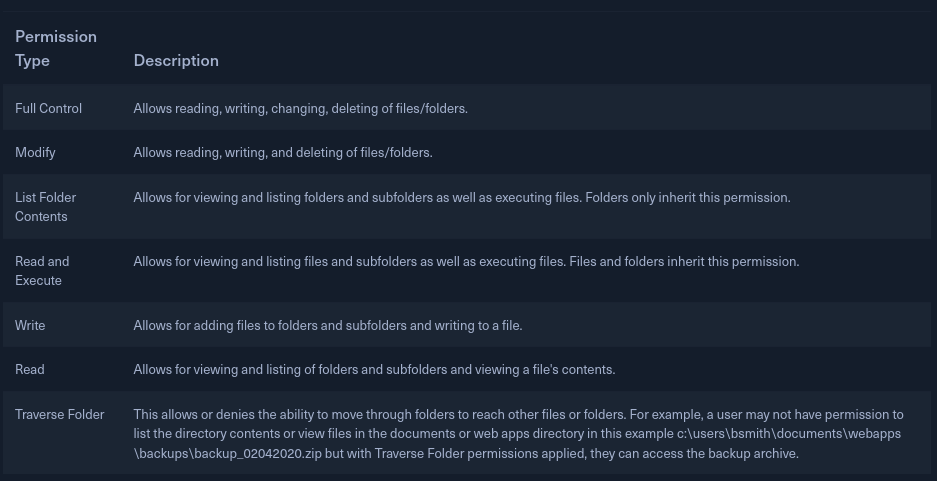 Permission
Type Description
Full Control Allows reading, writing, changing, deleting of files/folders.
Modify Allows reading, writing, and deleting of files/folders.
List Folder
Contents Allows for viewing and listing folders and subfolders as well as executing files. Folders only inherit this permission.
Read and
Execute Allows for viewing and listing files and subfolders as well as executing files. Files and folders inherit this permission.
Write Allows for adding files to folders and subfolders and writing to a file.
Read Allows for viewing and listing of folders and subfolders and viewing a file's contents.
Traverse Folder This allows or denies the ability to move through folders to reach other files or folders. For example, a user may not have permission to
list the directory contents or view files in the documents or web apps directory in this example c:\users\bsmith\documents\webapps
\backups\backup_02042020.zip but with Traverse Folder permissions applied, they can access the backup archive.